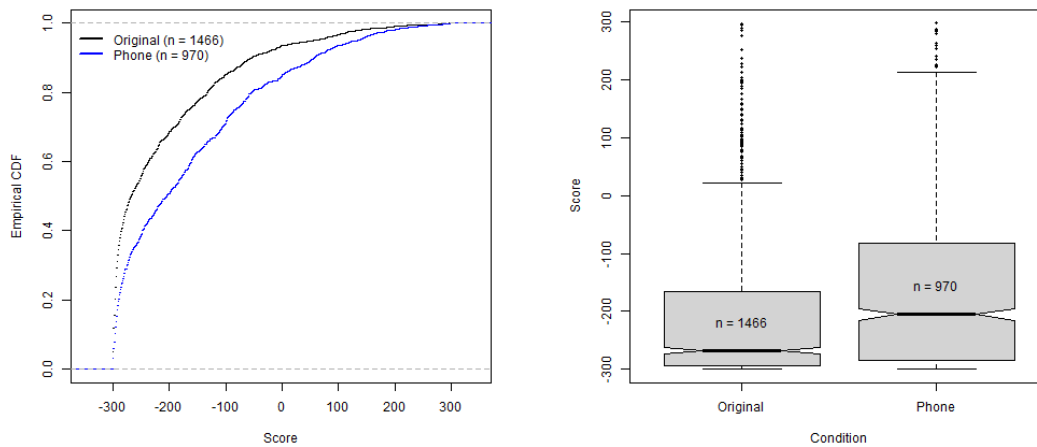 Original (n = 1466)
Phone (n = 970)
Empirical CDF
0.0
0.2
0.4
0.6
0.8
1.0
-300
-200
-100
0
100
200
300
Score
Score
-300
-200
-100
0
100
200
300
n = 1466
n = 970
Original
Phone
Condition